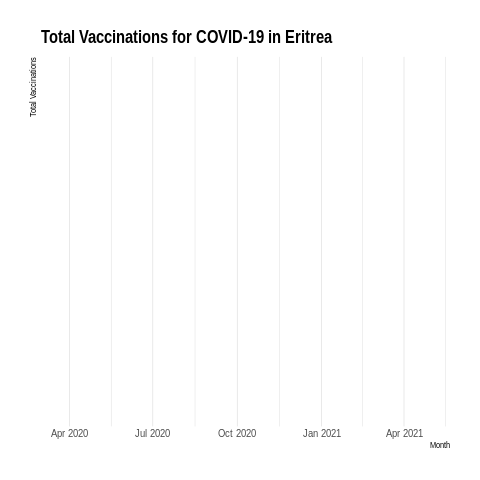 Total Vaccinations for COVID-19 in Eritrea
Total Vaccinations
Apr 2020 Jul 2020 Oct 2020 Jan 2021 Apr 2021
Month